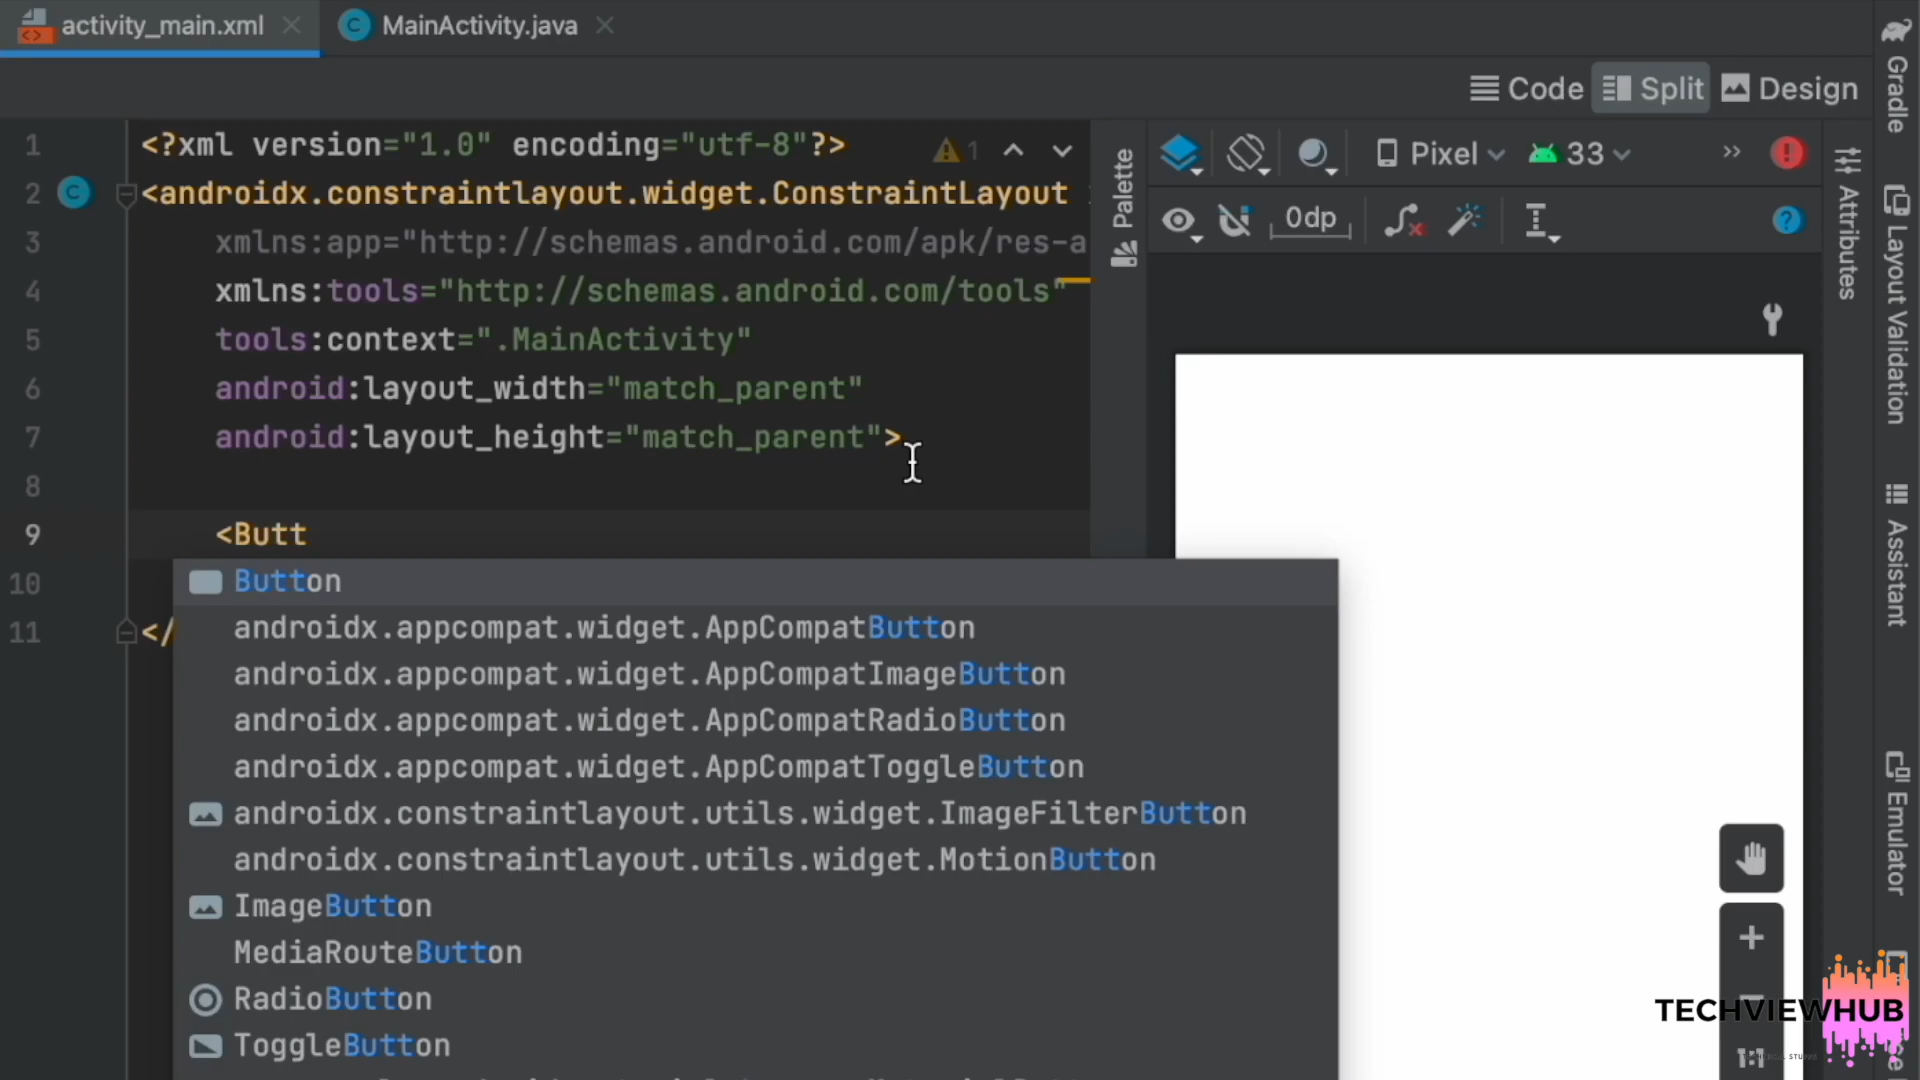 activity_main.xml
MainActivity.java
Code
Split
Design
1 <?xml version="1.0" encoding="utf-8"?>
1
2 <androidx.constraintlayout.widget.ConstraintLayout
3 xmlns:app="http://schemas.android.com/apk/res-a
4 xmlns:tools="http://schemas.android.com/tools"
5 tools:context=".MainActivity"
6 android:layout_width="match_parent"
7 android:layout_height="match_parent">
8
9 <Butt
10
11 </
Button
androidx.appcompat.widget.AppCompatButton
androidx.appcompat.widget.AppCompatImageButton
androidx.appcompat.widget.AppCompatRadioButton
androidx.appcompat.widget.AppCompatToggleButton
androidx.constraintlayout.utils.widget.ImageFilterButton
androidx.constraintlayout.utils.widget.MotionButton
ImageButton
MediaRouteButton
RadioButton
ToggleButton
Palette
Pixel
33
0dp
Attributes
Gradle
Layout Validation
Assistant
Emulator
1:1
TECHVIEWHUB